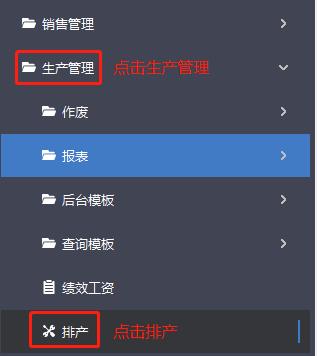 销售管理
生产管理 点击生产管理
作废
报表
后台模板
查询模板
绩效工资
排产 点击排产